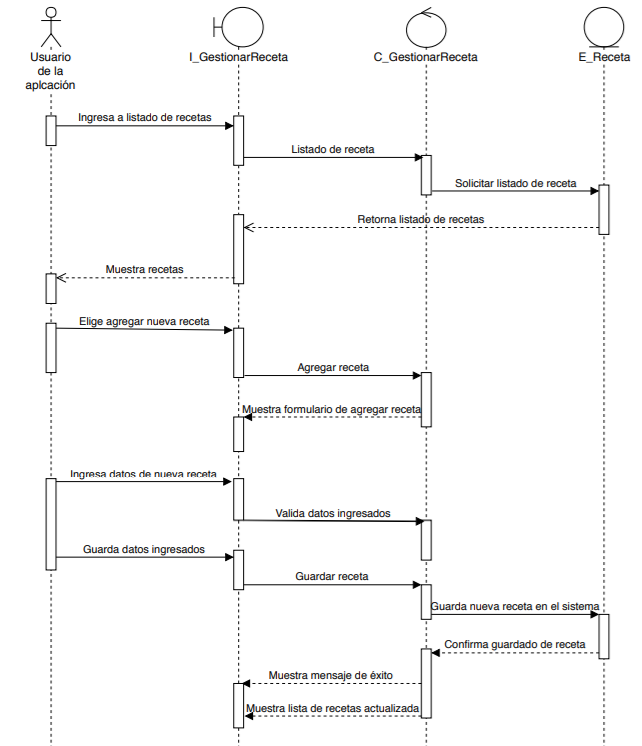 Usuario
de la
aplcación
I_GestionarReceta
C_GestionarReceta
E_Receta
Ingresa a listado de recetas
Listado de receta
Solicitar listado de receta
Retorna listado de recetas
Muestra recetas
Elige agregar nueva receta
Agregar receta
Muestra formulario de agregar receta
Ingresa datos de nueva receta
Valida datos ingresados
Guarda datos ingresados
Guardar receta
Guarda nueva receta en el sistema
Confirma guardado de receta
Muestra mensaje de éxito
Muestra lista de recetas actualizada